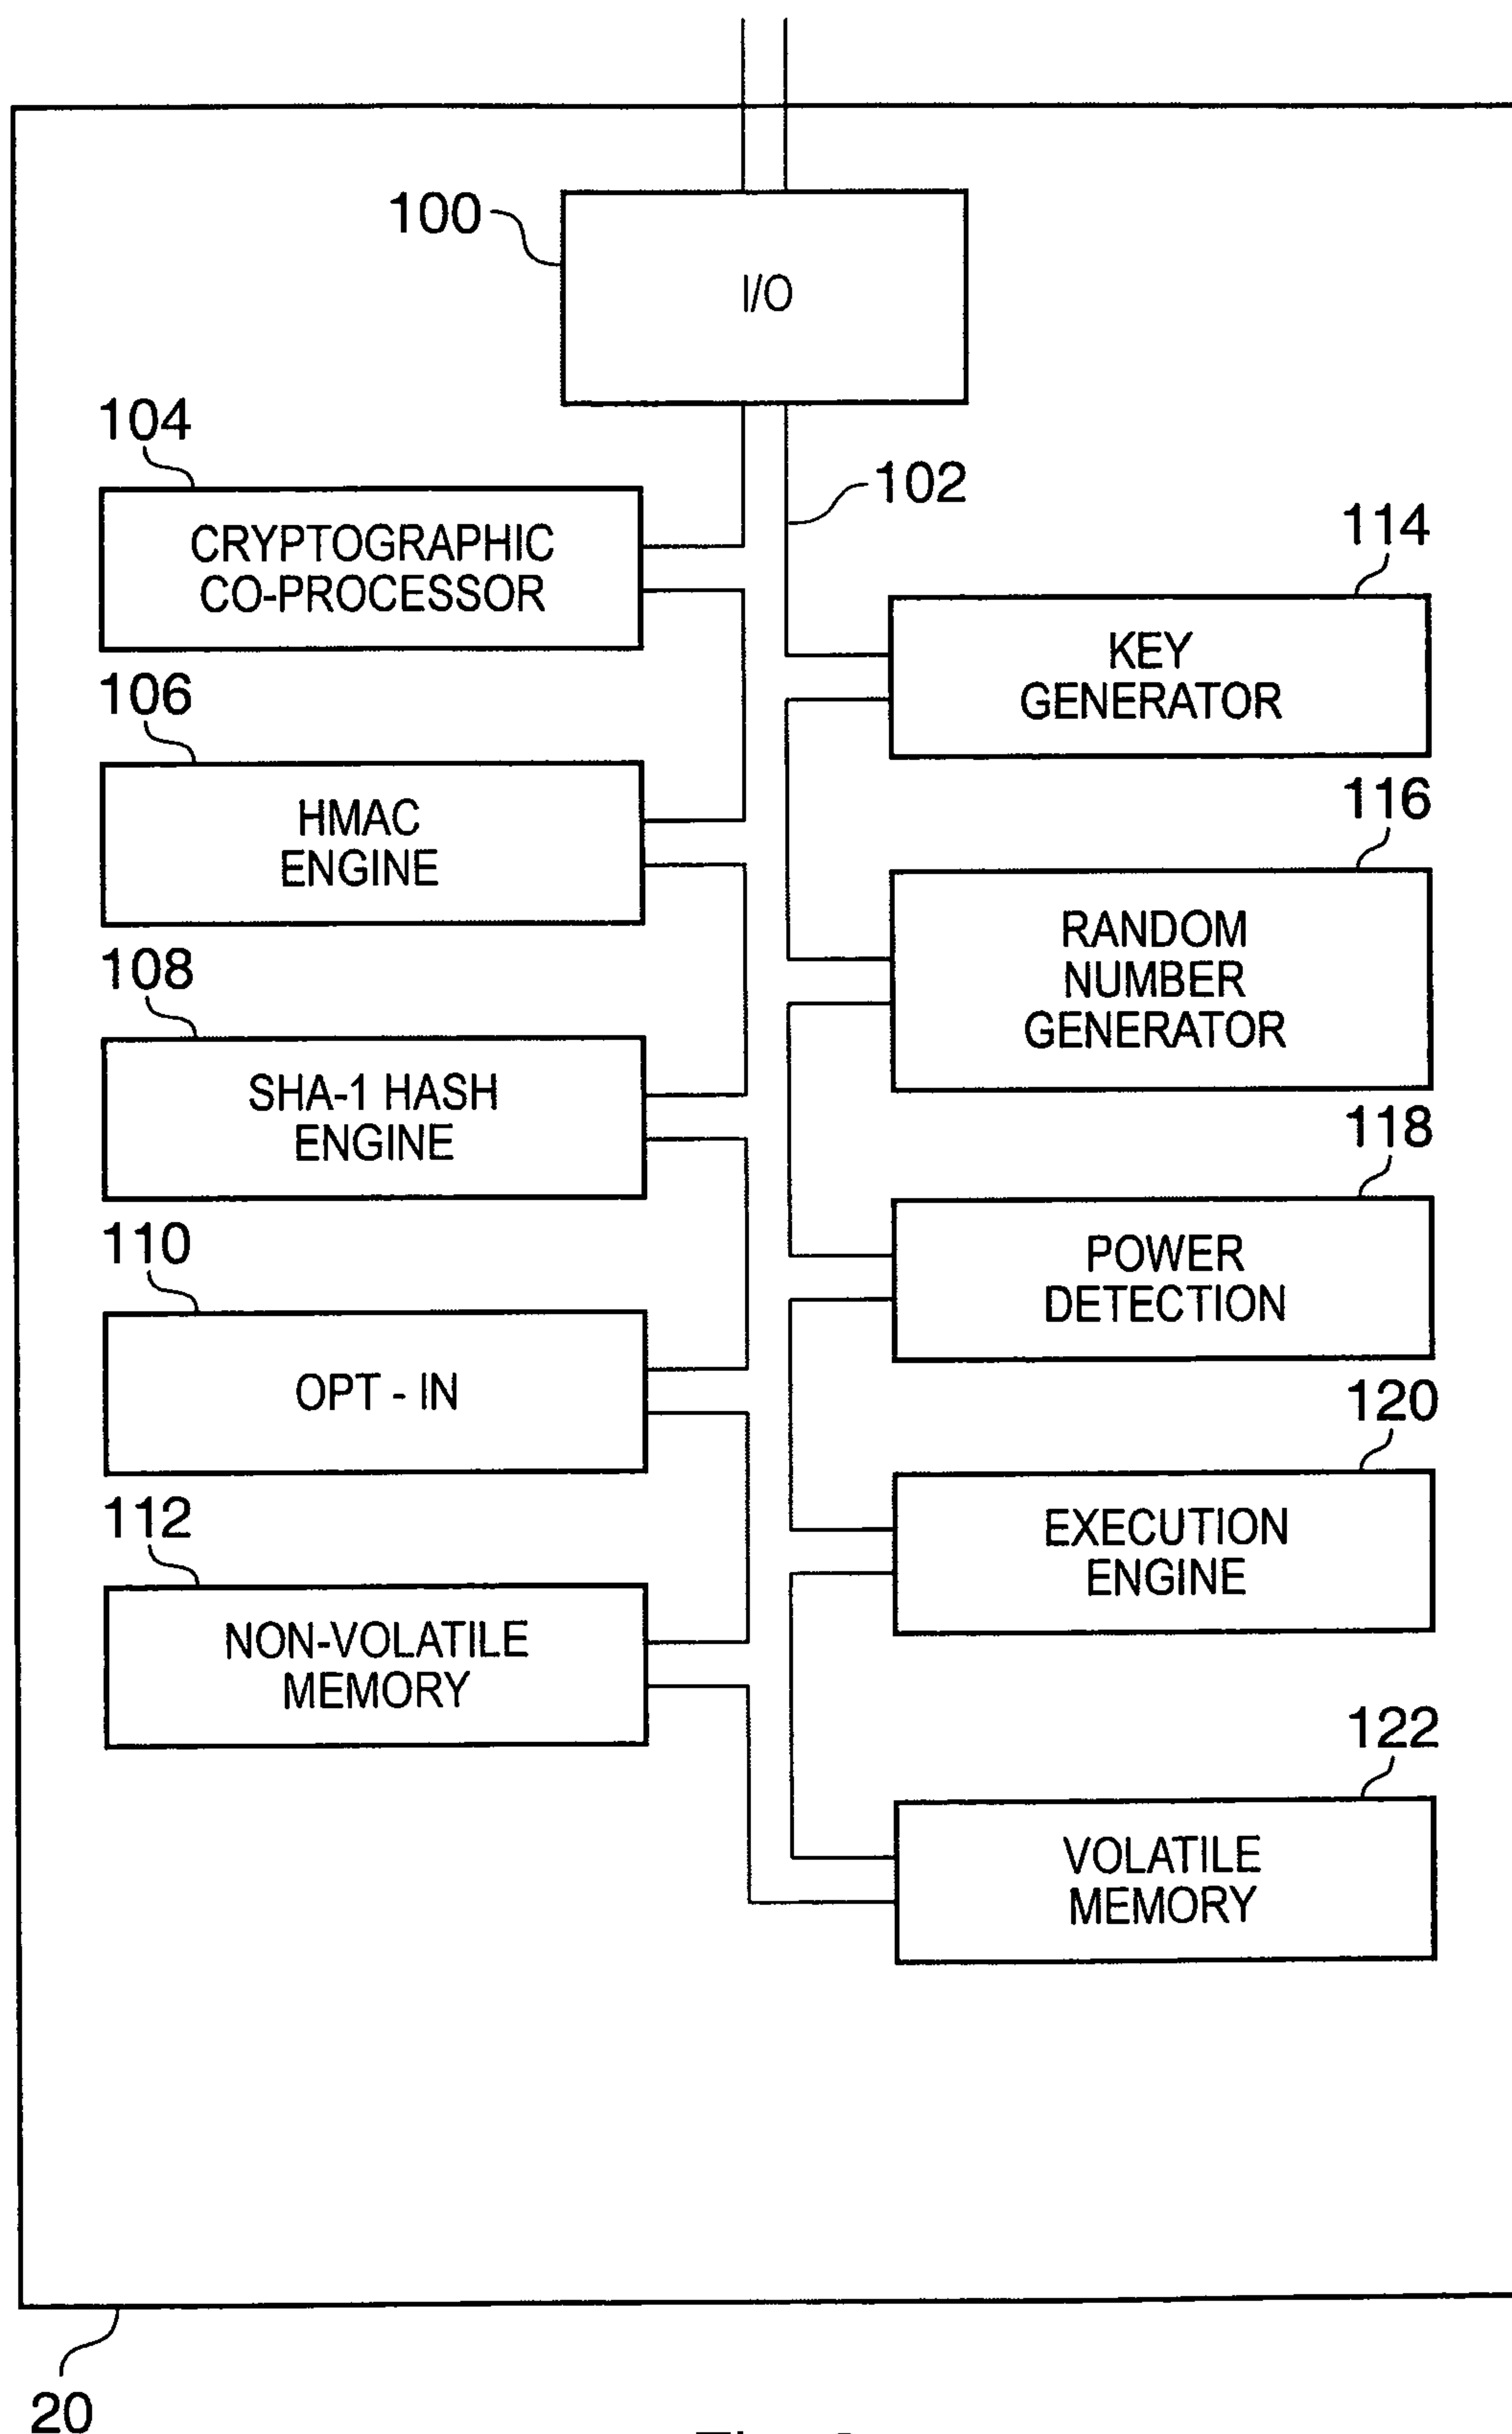 100
I/O
104
CRYPTOGRAPHIC
CO-PROCESSOR
102
114
KEY
GENERATOR
106
HMAC
ENGINE
116
RANDOM
NUMBER
GENERATOR
108
SHA-1 HASH
ENGINE
118
POWER
DETECTION
110
OPT - IN
120
EXECUTION
ENGINE
112
NON-VOLATILE
MEMORY
122
VOLATILE
MEMORY
20